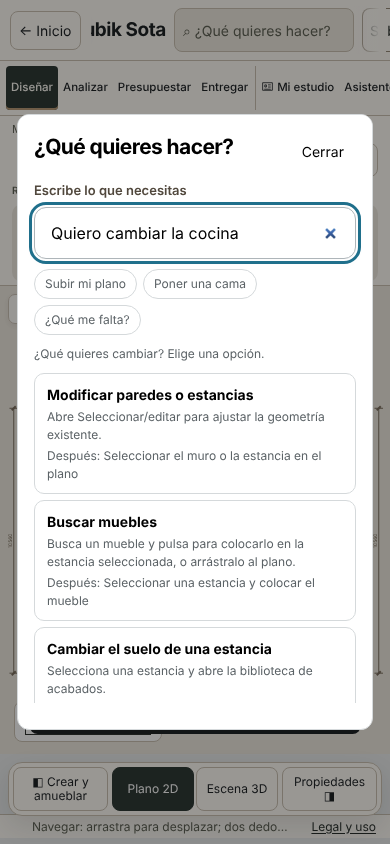 ← Inicio
ıbik Sota
¿Qué quieres hacer?
Diseñar
Analizar
Presupuestar
Entregar
Mi estudio
Asistent
¿Qué quieres hacer?
Cerrar
Escribe lo que necesitas
Quiero cambiar la cocina
Subir mi plano
Poner una cama
¿Qué me falta?
¿Qué quieres cambiar? Elige una opción.
Modificar paredes o estancias
Abre Seleccionar/editar para ajustar la geometría
existente.
Después: Seleccionar el muro o la estancia en el
plano
Buscar muebles
Busca un mueble y pulsa para colocarlo en la
estancia seleccionada, o arrástralo al plano.
Después: Seleccionar una estancia y colocar el
mueble
Cambiar el suelo de una estancia
Selecciona una estancia y abre la biblioteca de
acabados.
Crear y
amueblar
Plano 2D
Escena 3D
Propiedades
Navegar: arrastra para desplazar; dos dedo...
Legal y uso